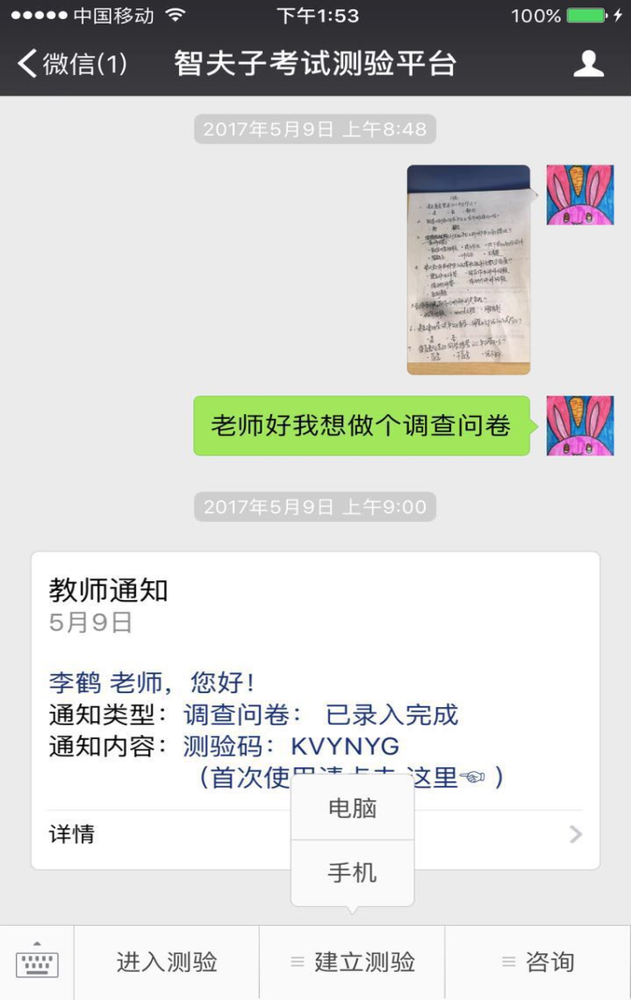 中国移动 下午1:53 100%
微信(1) 智夫子考试测验平台
2017年5月9日 上午8:48
老师好我想做个调查问卷
2017年5月9日 上午9:00
教师通知
5月9日
李鹤 老师，您好！
通知类型：调查问卷： 已录入完成
通知内容：测验码：KVYNYG
（首次使用请点击 这里☜）
详情
电脑
手机
进入测验 建立测验 咨询